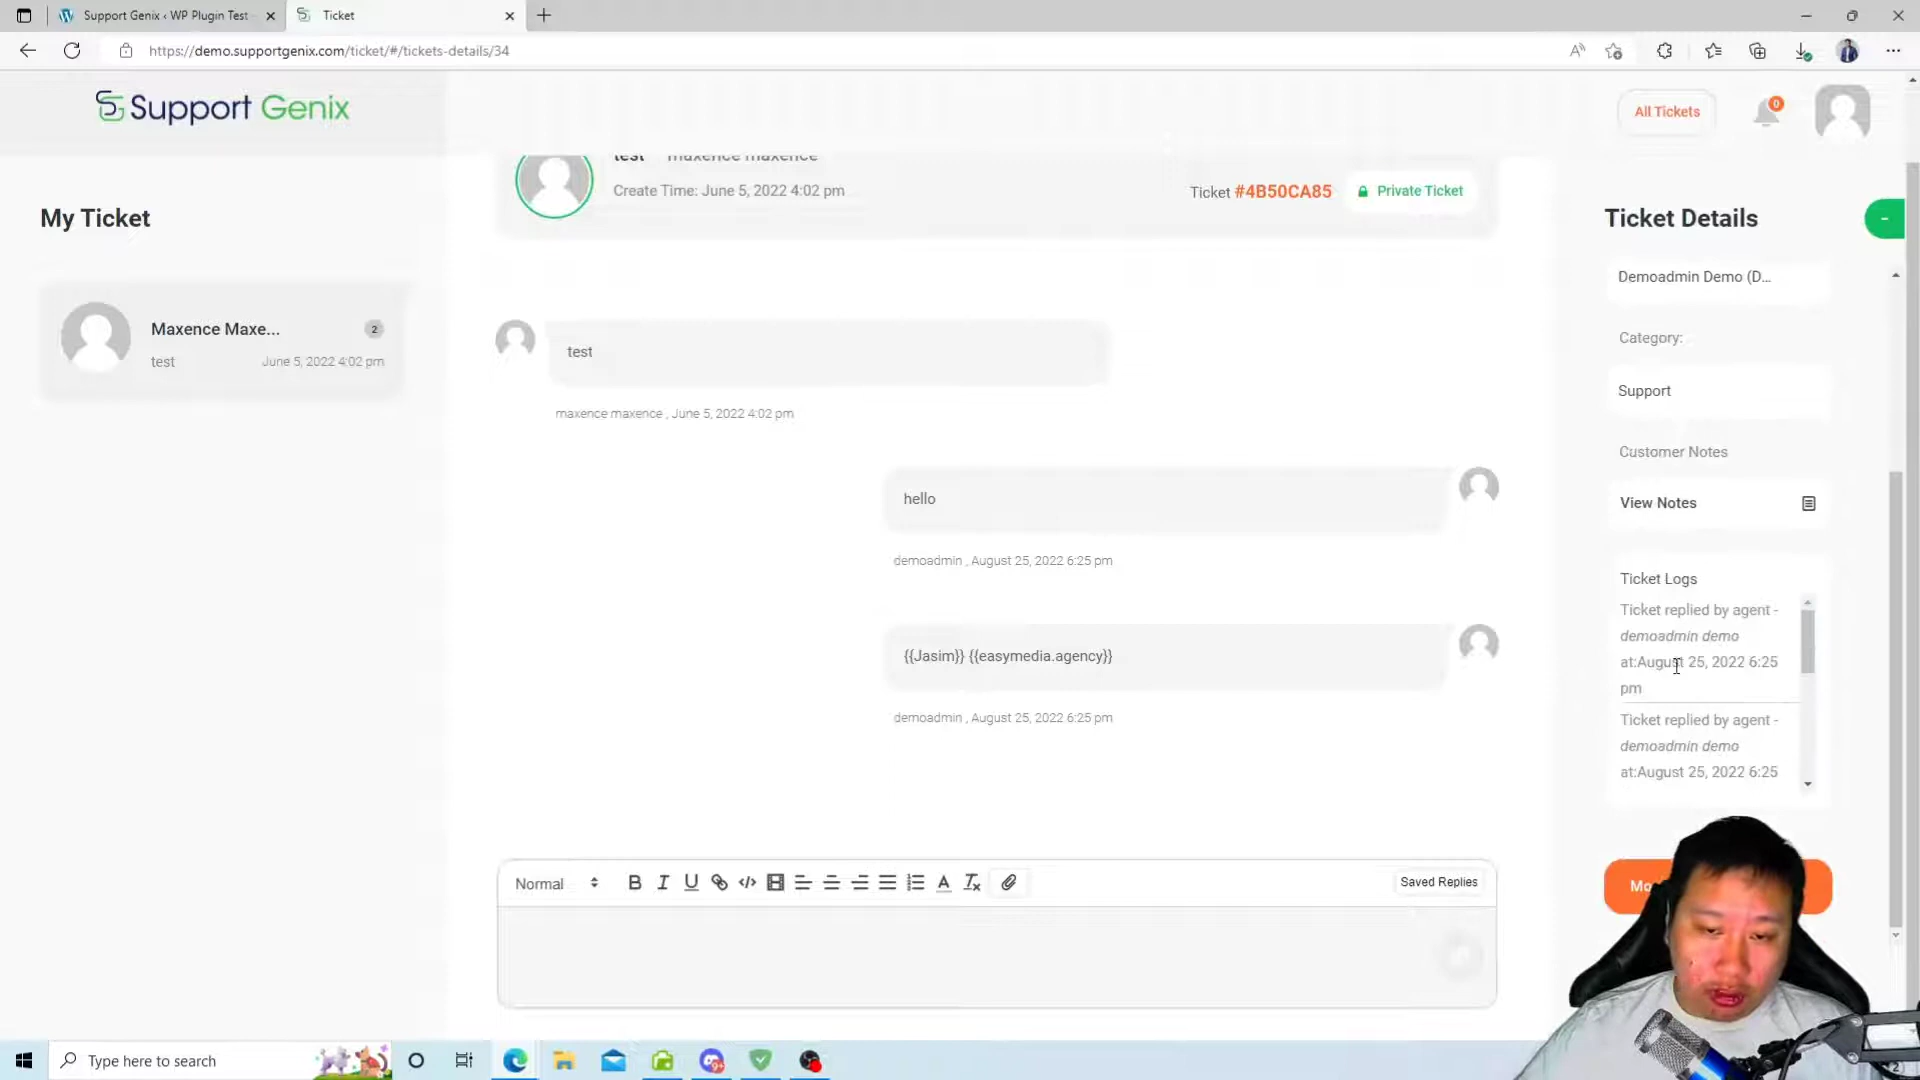 Support Genix ‹ WP Plugin Test
Ticket
https://demo.supportgenix.com/ticket/#/tickets-details/34
Support Genix
All Tickets
0
My Ticket
Maxence Maxe...
2
test
June 5, 2022 4:02 pm
test
maxence maxence
Create Time: June 5, 2022 4:02 pm
Ticket #4B50CA85
Private Ticket
test
maxence maxence , June 5, 2022 4:02 pm
hello
demoadmin , August 25, 2022 6:25 pm
{{Jasim}} {{easymedia.agency}}
demoadmin , August 25, 2022 6:25 pm
Normal
Saved Replies
Ticket Details
Demoadmin Demo (D...
Category:
Support
Customer Notes
View Notes
Ticket Logs
Ticket replied by agent -
demoadmin demo
at:August 25, 2022 6:25
pm
Ticket replied by agent -
demoadmin demo
at:August 25, 2022 6:25
Type here to search